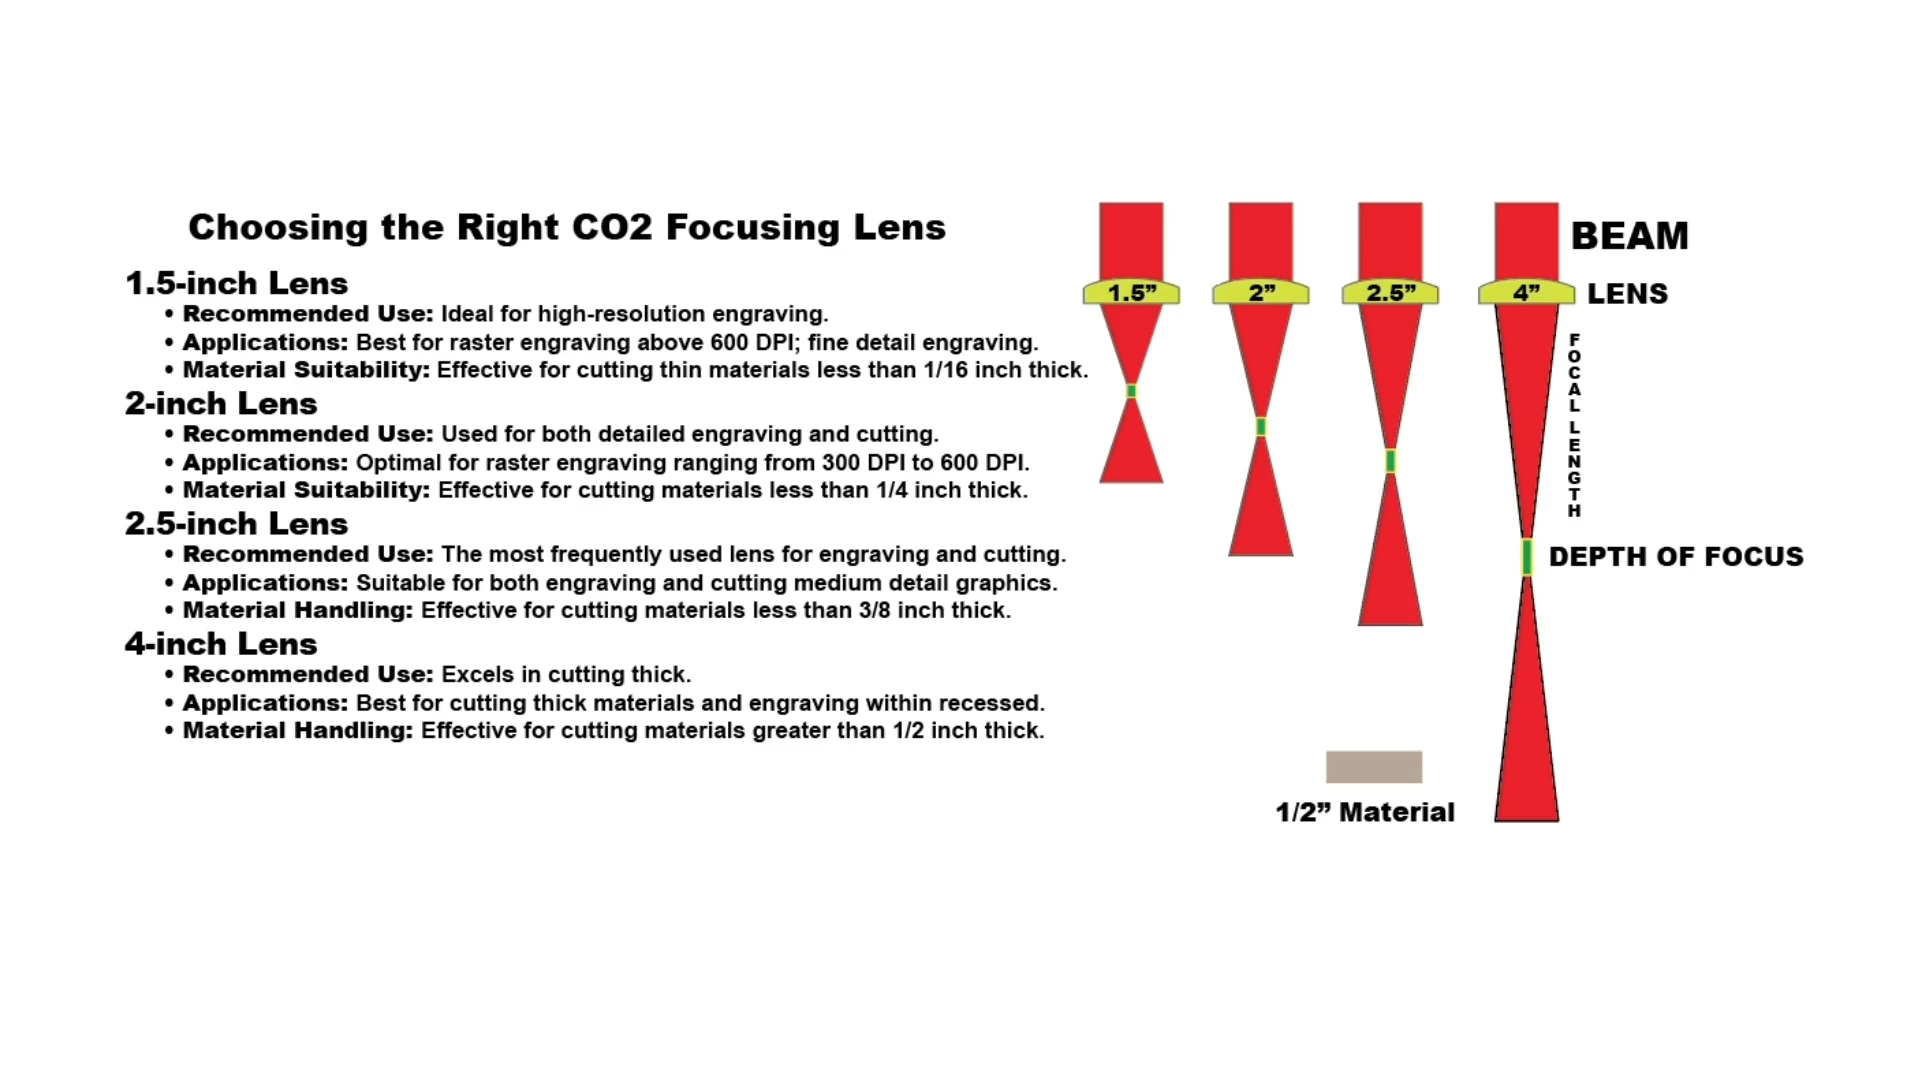 Choosing the Right CO2 Focusing Lens
1.5-inch Lens
• Recommended Use: Ideal for high-resolution engraving.
• Applications: Best for raster engraving above 600 DPI; fine detail engraving.
• Material Suitability: Effective for cutting thin materials less than 1/16 inch thick.
2-inch Lens
• Recommended Use: Used for both detailed engraving and cutting.
• Applications: Optimal for raster engraving ranging from 300 DPI to 600 DPI.
• Material Suitability: Effective for cutting materials less than 1/4 inch thick.
2.5-inch Lens
• Recommended Use: The most frequently used lens for engraving and cutting.
• Applications: Suitable for both engraving and cutting medium detail graphics.
• Material Handling: Effective for cutting materials less than 3/8 inch thick.
4-inch Lens
• Recommended Use: Excels in cutting thick.
• Applications: Best for cutting thick materials and engraving within recessed.
• Material Handling: Effective for cutting materials greater than 1/2 inch thick.
BEAM
1.5” 2” 2.5” 4” LENS
FOCAL LENGTH
DEPTH OF FOCUS
1/2” Material